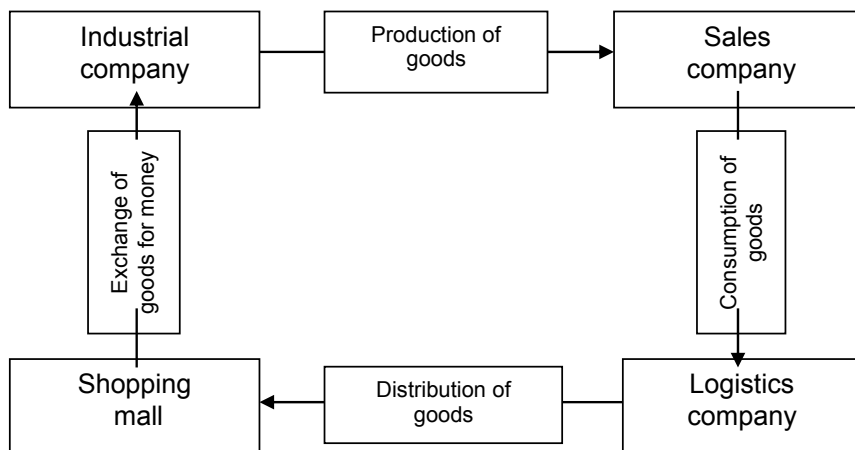 Industrial
company
Production of
goods
Sales
company
Exchange of
goods for money
Consumption of
goods
Shopping
mall
Distribution of
goods
Logistics
company